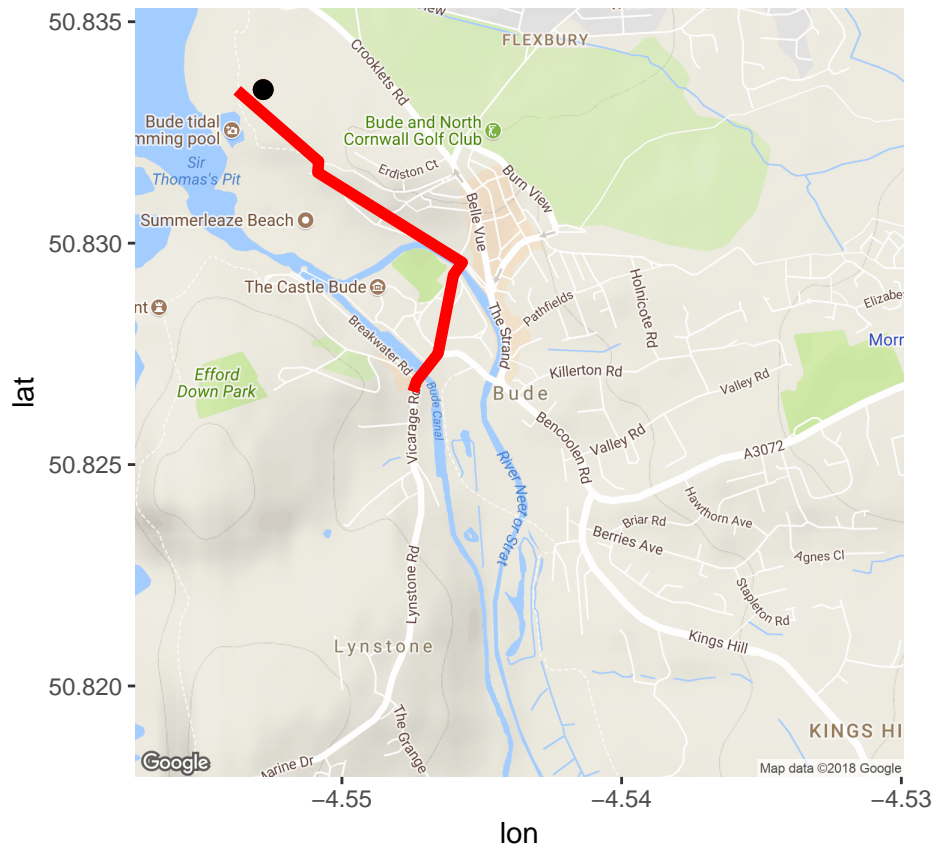 50.835
50.830
50.825
50.820
lat
View
FLEXBURY
Crooklets Rd
Bude tidal
mming pool
Bude and North
Cornwall Golf Club
Sir
Thomas's Pit
Erdiston Ct
Burn View
Belle Vue
Summerleaze Beach
The Castle Bude
nt
Breakwater Rd
The Strand
Pathfields
Holnicote Rd
Elizabe
Morr
Efford
Down Park
Killerton Rd
Valley Rd
Bude
Bude Canal
Vicarage Rd
Bencoolen Rd
Valley Rd
A3072
River Neet or Strat
Hawthorn Ave
Briar Rd
Berries Ave
Agnes Cl
Stapleton Rd
Lynstone Rd
Lynstone
Kings Hill
The Grange
KINGS HI
Marine Dr
Google
Map data ©2018 Google
−4.55
−4.54
−4.53
lon